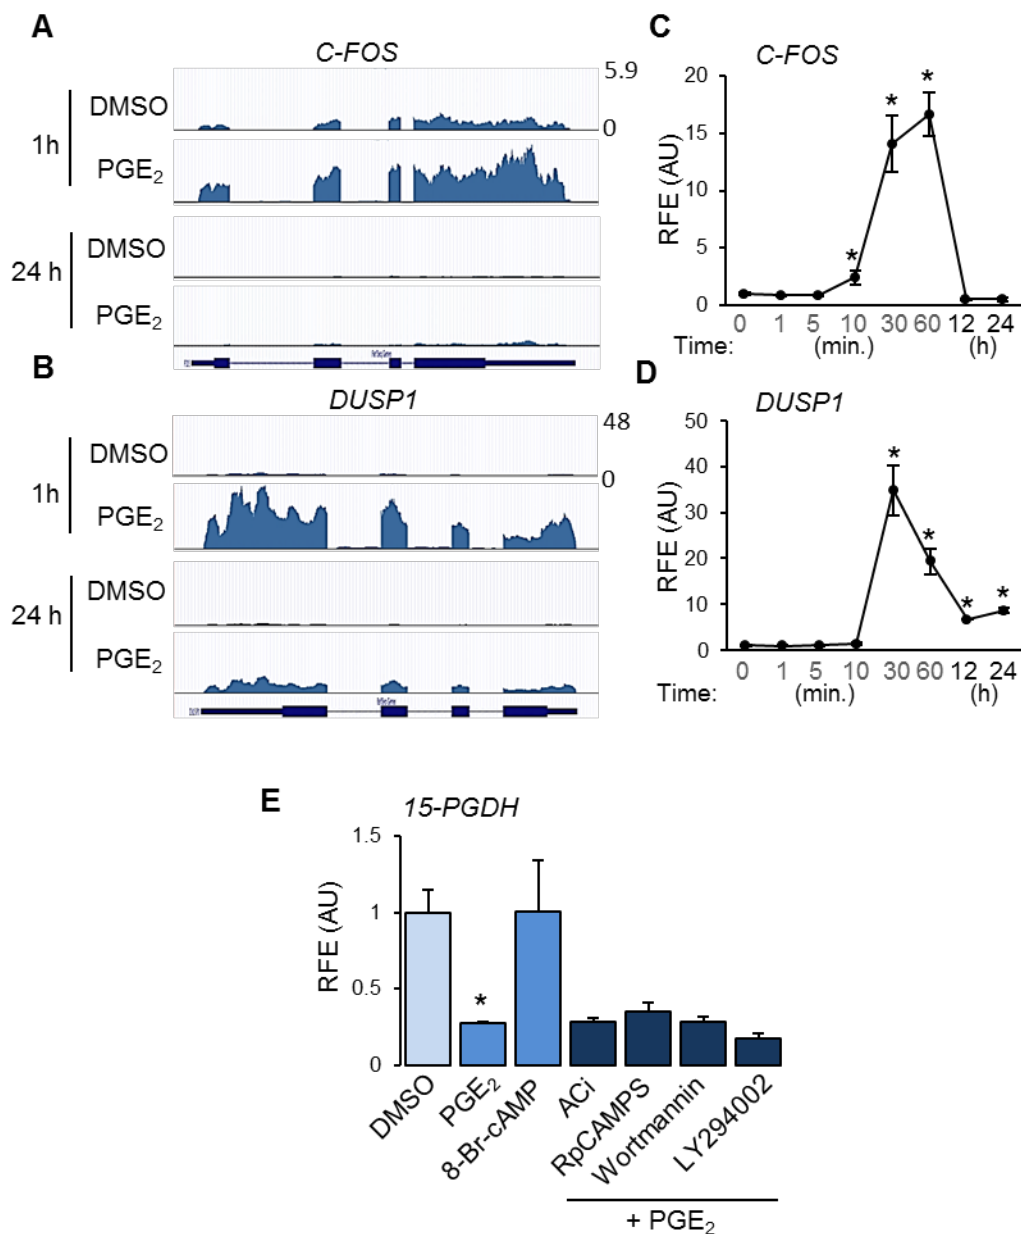 A
C-FOS
5.9
0
1h
DMSO
PGE₂
24 h
DMSO
PGE₂
RefSeq Genes
B
DUSP1
48
0
1h
DMSO
PGE₂
24 h
DMSO
PGE₂
RefSeq Genes
C
C-FOS
RFE (AU)
20
15
10
5
0
* * *
0 1 5 10 30 60 12 24
Time: (min.) (h)
D
DUSP1
RFE (AU)
50
40
30
20
10
0
* * * *
0 1 5 10 30 60 12 24
Time: (min.) (h)
E
15-PGDH
RFE (AU)
1.5
1
0.5
0
*
DMSO
PGE₂
8-Br-cAMP
ACi
RpCAMPS
Wortmannin
LY294002
+ PGE₂